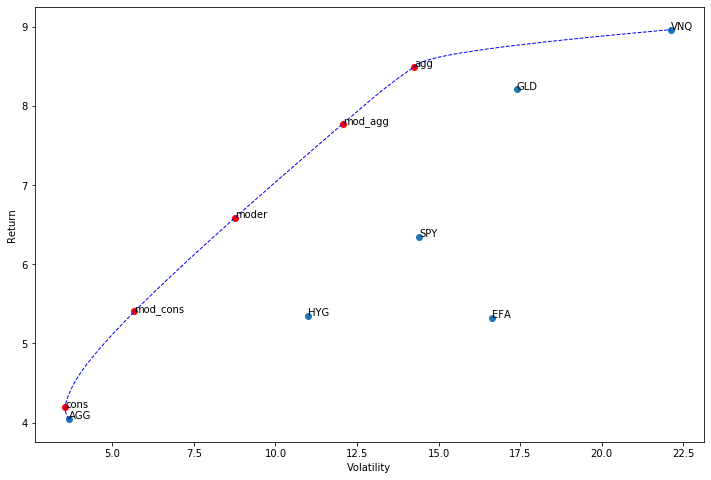 9
VNQ
agg
GLD
8
mod_agg
7
moder
SPY
6
mod_cons
HYG
EFA
5
cons
AGG
4
Return
5.0 7.5 10.0 12.5 15.0 17.5 20.0 22.5
Volatility